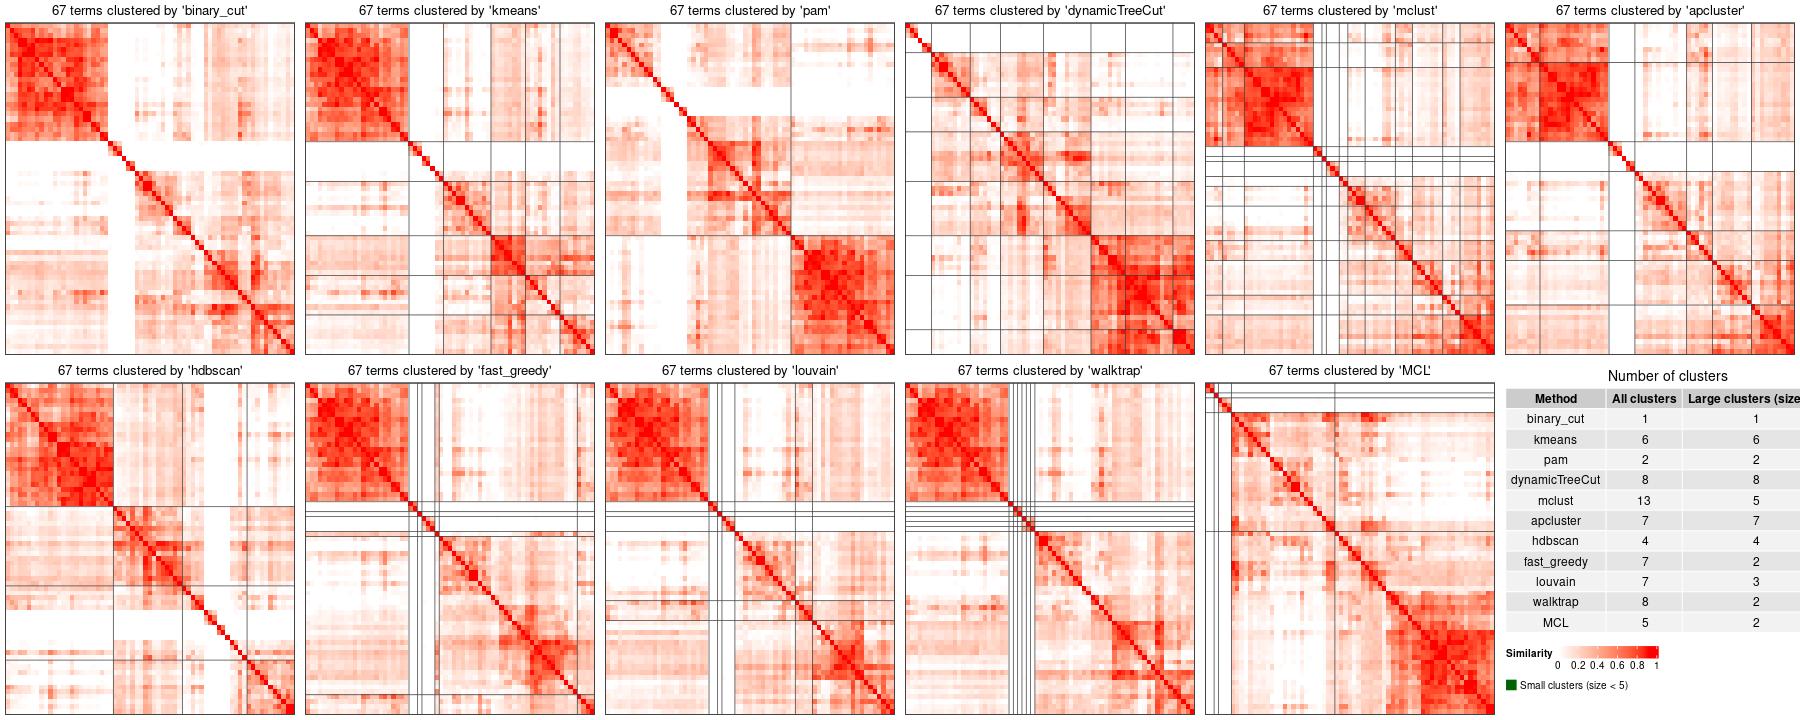 67 terms clustered by 'binary_cut'
67 terms clustered by 'kmeans'
67 terms clustered by 'pam'
67 terms clustered by 'dynamicTreeCut'
67 terms clustered by 'mclust'
67 terms clustered by 'apcluster'
67 terms clustered by 'hdbscan'
67 terms clustered by 'fast_greedy'
67 terms clustered by 'louvain'
67 terms clustered by 'walktrap'
67 terms clustered by 'MCL'
Number of clusters
Method All clusters Large clusters (size
binary_cut 1 1
kmeans 6 6
pam 2 2
dynamicTreeCut 8 8
mclust 13 5
apcluster 7 7
hdbscan 4 4
fast_greedy 7 2
louvain 7 3
walktrap 8 2
MCL 5 2
Similarity
0 0.2 0.4 0.6 0.8 1
Small clusters (size < 5)